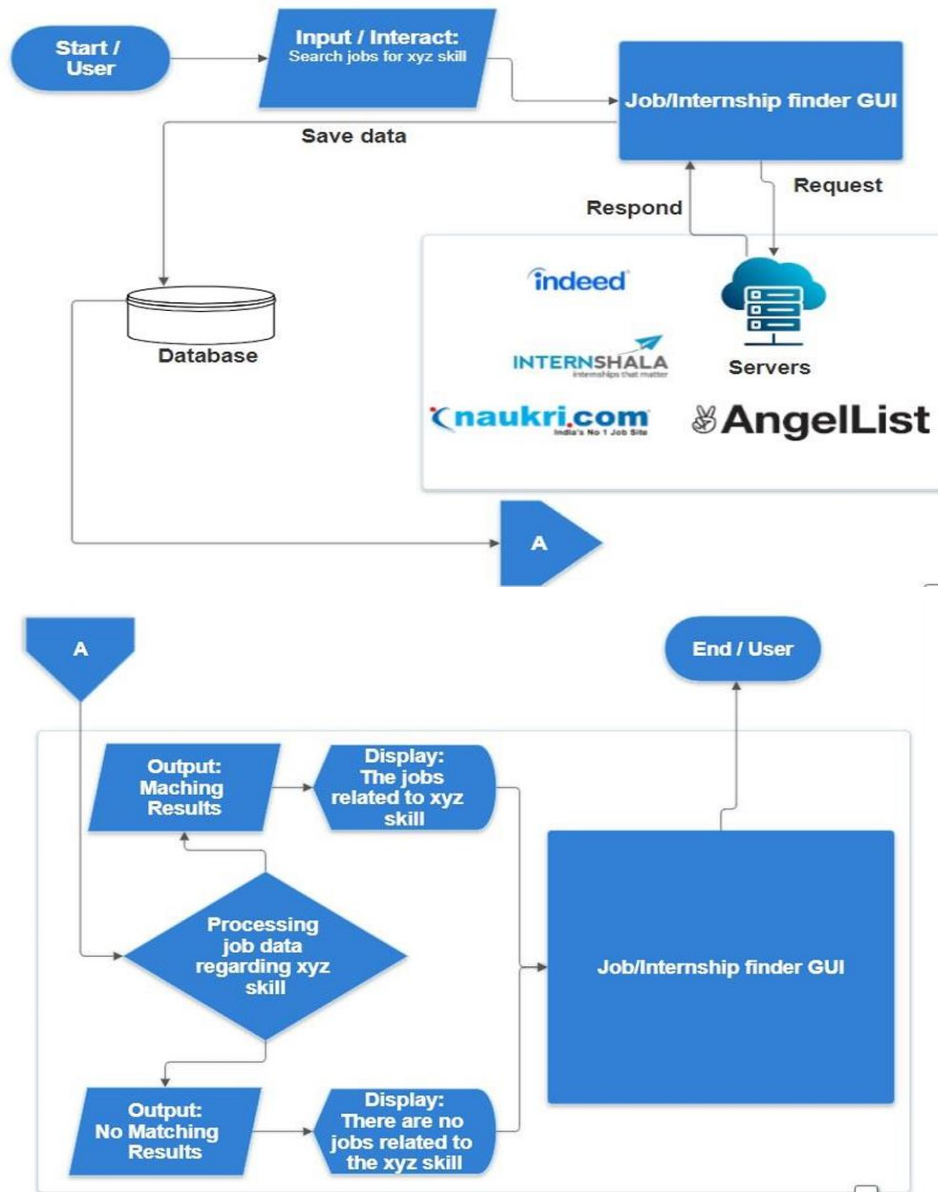 Start /
User
Input / Interact:
Search jobs for xyz skill
Job/Internship finder GUI
Save data
Request
Respond
indeed
Database
INTERNSHALA
internships that matter
Servers
naukri.com
India's No 1 Job Site
AngelList
A
A
End / User
Output:
Maching
Results
Display:
The jobs
related to xyz
skill
Processing
job data
regarding xyz
skill
Job/Internship finder GUI
Output:
No Matching
Results
Display:
There are no
jobs related to
the xyz skill